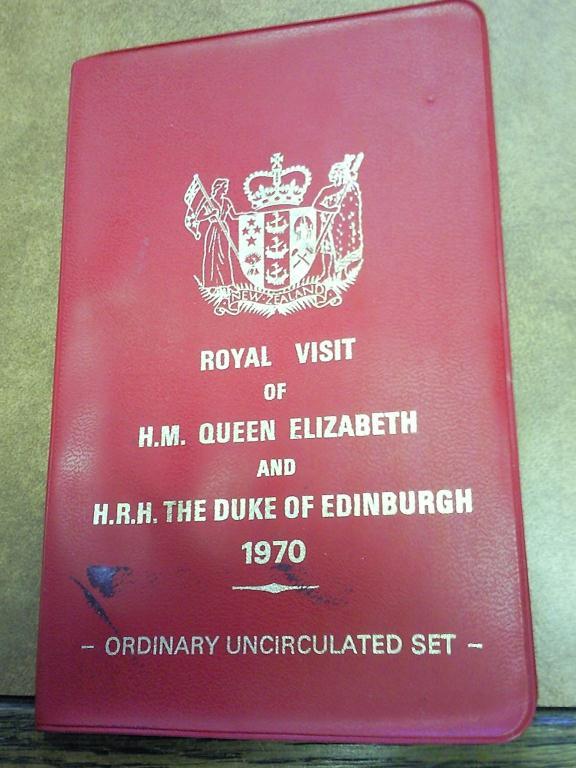 NEW ZEALAND
ROYAL VISIT
OF
H.M. QUEEN ELIZABETH
AND
H.R.H. THE DUKE OF EDINBURGH
1970
- ORDINARY UNCIRCULATED SET -